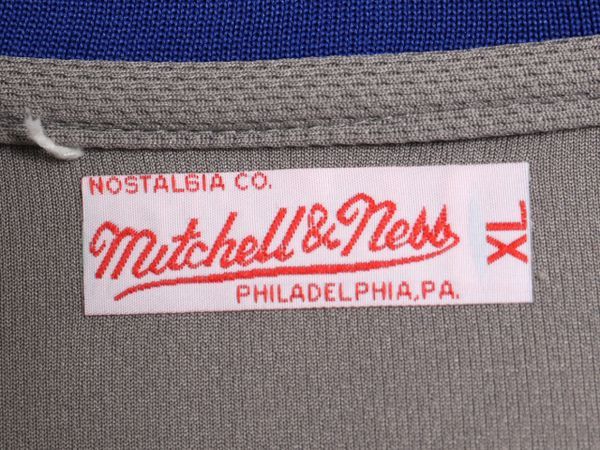 NOSTALGIA CO.
Mitchell & Ness
PHILADELPHIA, PA.
XL